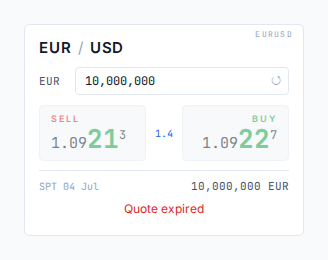 EURUSD
EUR / USD
EUR 10,000,000
SELL BUY
1.09213 1.4 1.09227
SPT 04 Jul 10,000,000 EUR
Quote expired